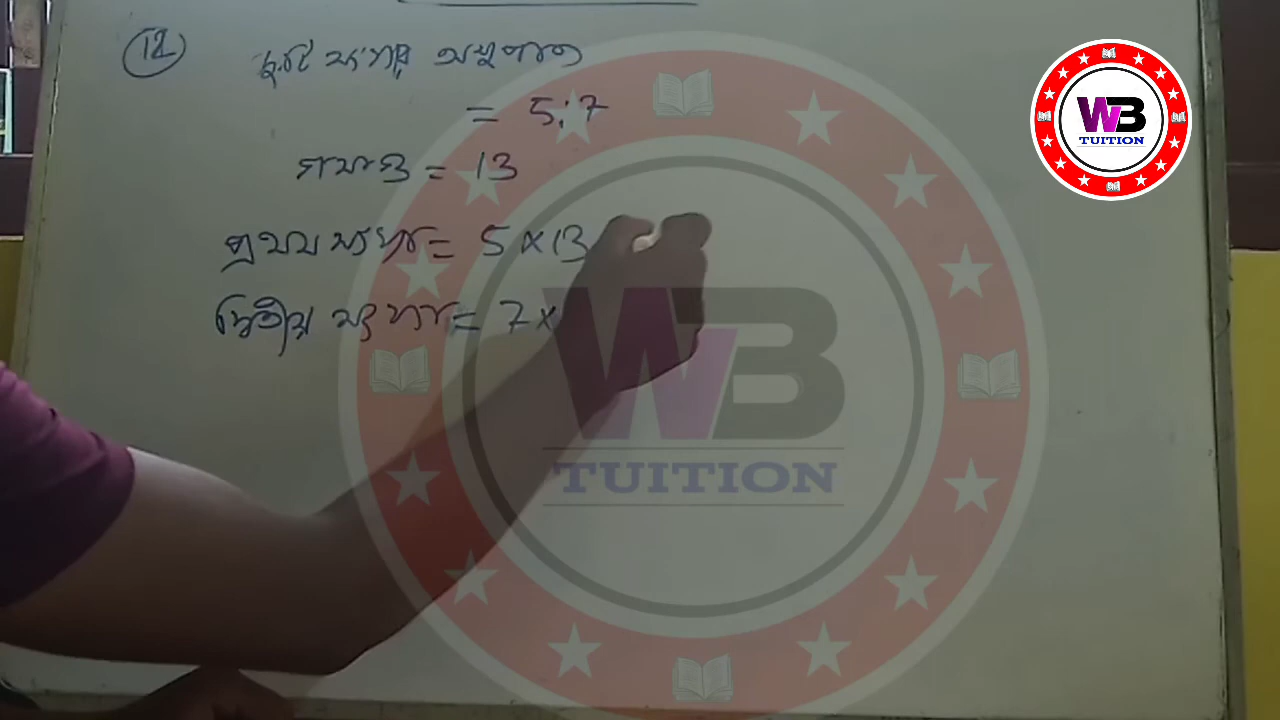 12 দুটি সংখ্যার অনুপাত
= 5:7
গসাগু = 13
প্রথম সংখ্যা = 5×13
দ্বিতীয় সংখ্যা = 7×
WB
TUITION
WB
TUITION